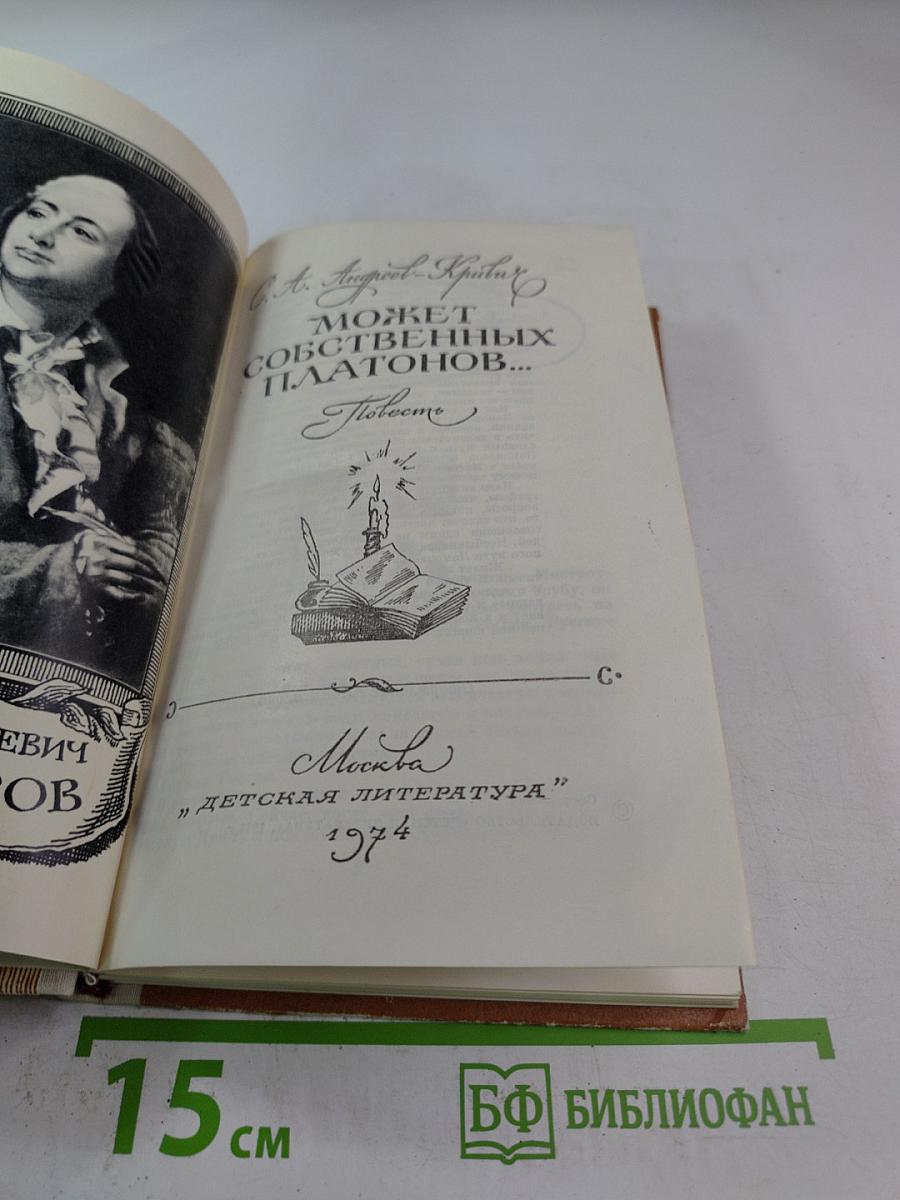 ЕВИЧ
РОВ
С. А. Андреев-Кривич
МОЖЕТ
СОБСТВЕННЫХ
ПЛАТОНОВ...
Повесть
Москва
„ДЕТСКАЯ ЛИТЕРАТУРА”
1974
15 см
БФ БИБЛИОФАН